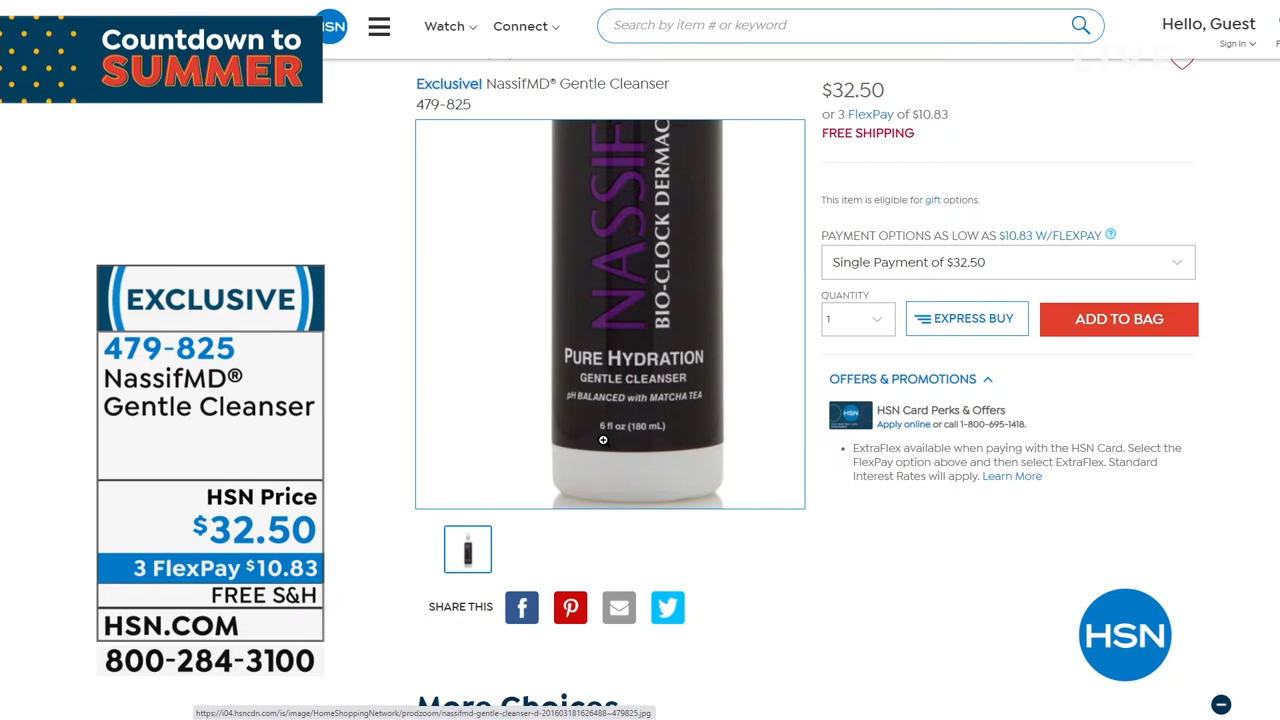 Countdown to
SUMMER
HSN
Watch
Connect
Search by item # or keyword
Hello, Guest
Sign In
LIVE
Exclusive! NassifMD® Gentle Cleanser
479-825
NASSIF
BIO-CLOCK DERMAC
PURE HYDRATION
GENTLE CLEANSER
pH BALANCED with MATCHA TEA
6 fl oz (180 mL)
$32.50
or 3 FlexPay of $10.83
FREE SHIPPING
This item is eligible for gift options.
PAYMENT OPTIONS AS LOW AS $10.83 W/FLEXPAY ?
Single Payment of $32.50
QUANTITY
1
EXPRESS BUY
ADD TO BAG
OFFERS & PROMOTIONS
HSN
HSN Card Perks & Offers
Apply online or call 1-800-695-1418.
ExtraFlex available when paying with the HSN Card. Select the
FlexPay option above and then select ExtraFlex. Standard
Interest Rates will apply. Learn More
EXCLUSIVE
479-825
NassifMD®
Gentle Cleanser
HSN Price
$32.50
3 FlexPay $10.83
FREE S&H
HSN.COM
800-284-3100
SHARE THIS
HSN
More Choices
https://i04.hsncdn.com/is/image/HomeShoppingNetwork/prodzoom/nassifmd-gentle-cleanser-d-201603181626488~479825.jpg